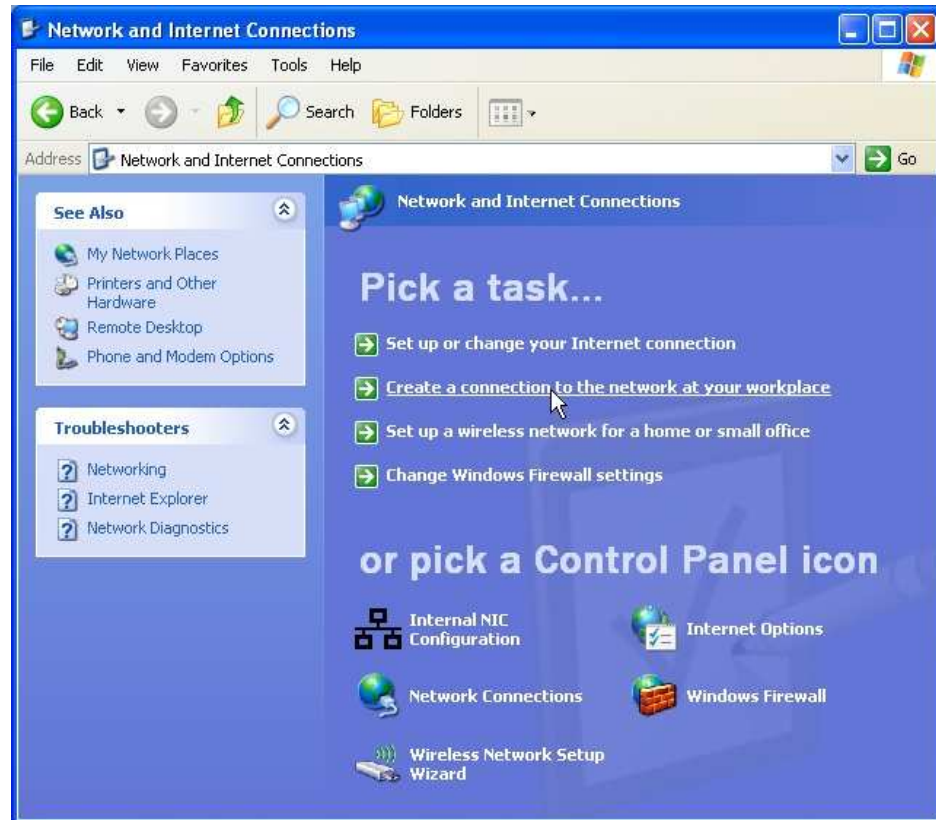 Network and Internet Connections
File Edit View Favorites Tools Help
Back Search Folders
Address Network and Internet Connections Go
See Also
My Network Places
Printers and Other
Hardware
Remote Desktop
Phone and Modem Options
Troubleshooters
Networking
Internet Explorer
Network Diagnostics
Network and Internet Connections
Pick a task...
Set up or change your Internet connection
Create a connection to the network at your workplace
Set up a wireless network for a home or small office
Change Windows Firewall settings
or pick a Control Panel icon
Internal NIC
Configuration
Internet Options
Network Connections
Windows Firewall
Wireless Network Setup
Wizard